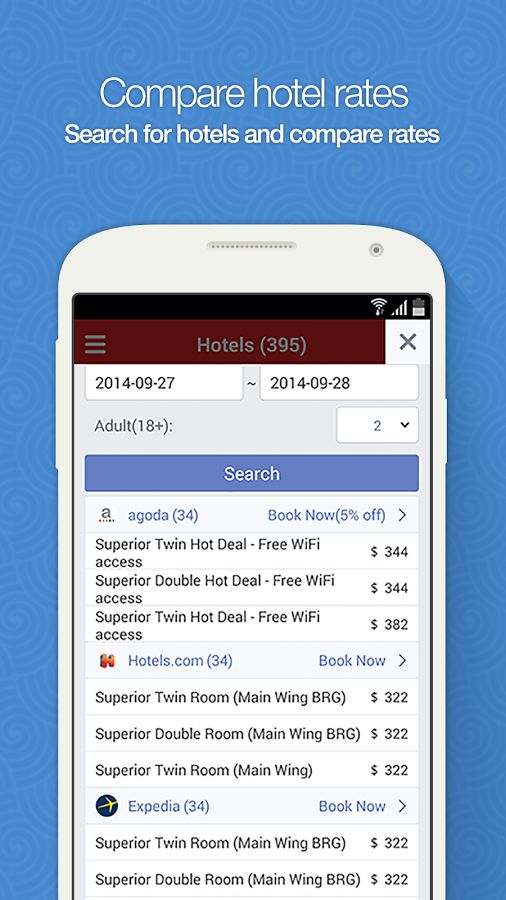 Compare hotel rates
Search for hotels and compare rates
Hotels (395)
2014-09-27 ~ 2014-09-28
Adult(18+): 2
Search
a agoda (34) Book Now(5% off)
Superior Twin Hot Deal - Free WiFi
access $ 344
Superior Double Hot Deal - Free WiFi
access $ 344
Superior Twin Hot Deal - Free WiFi
access $ 382
H Hotels.com (34) Book Now
Superior Twin Room (Main Wing BRG) $ 322
Superior Double Room (Main Wing BRG) $ 322
Superior Twin Room (Main Wing) $ 322
Expedia (34) Book Now
Superior Twin Room (Main Wing BRG) $ 322
Superior Double Room (Main Wing BRG) $ 322